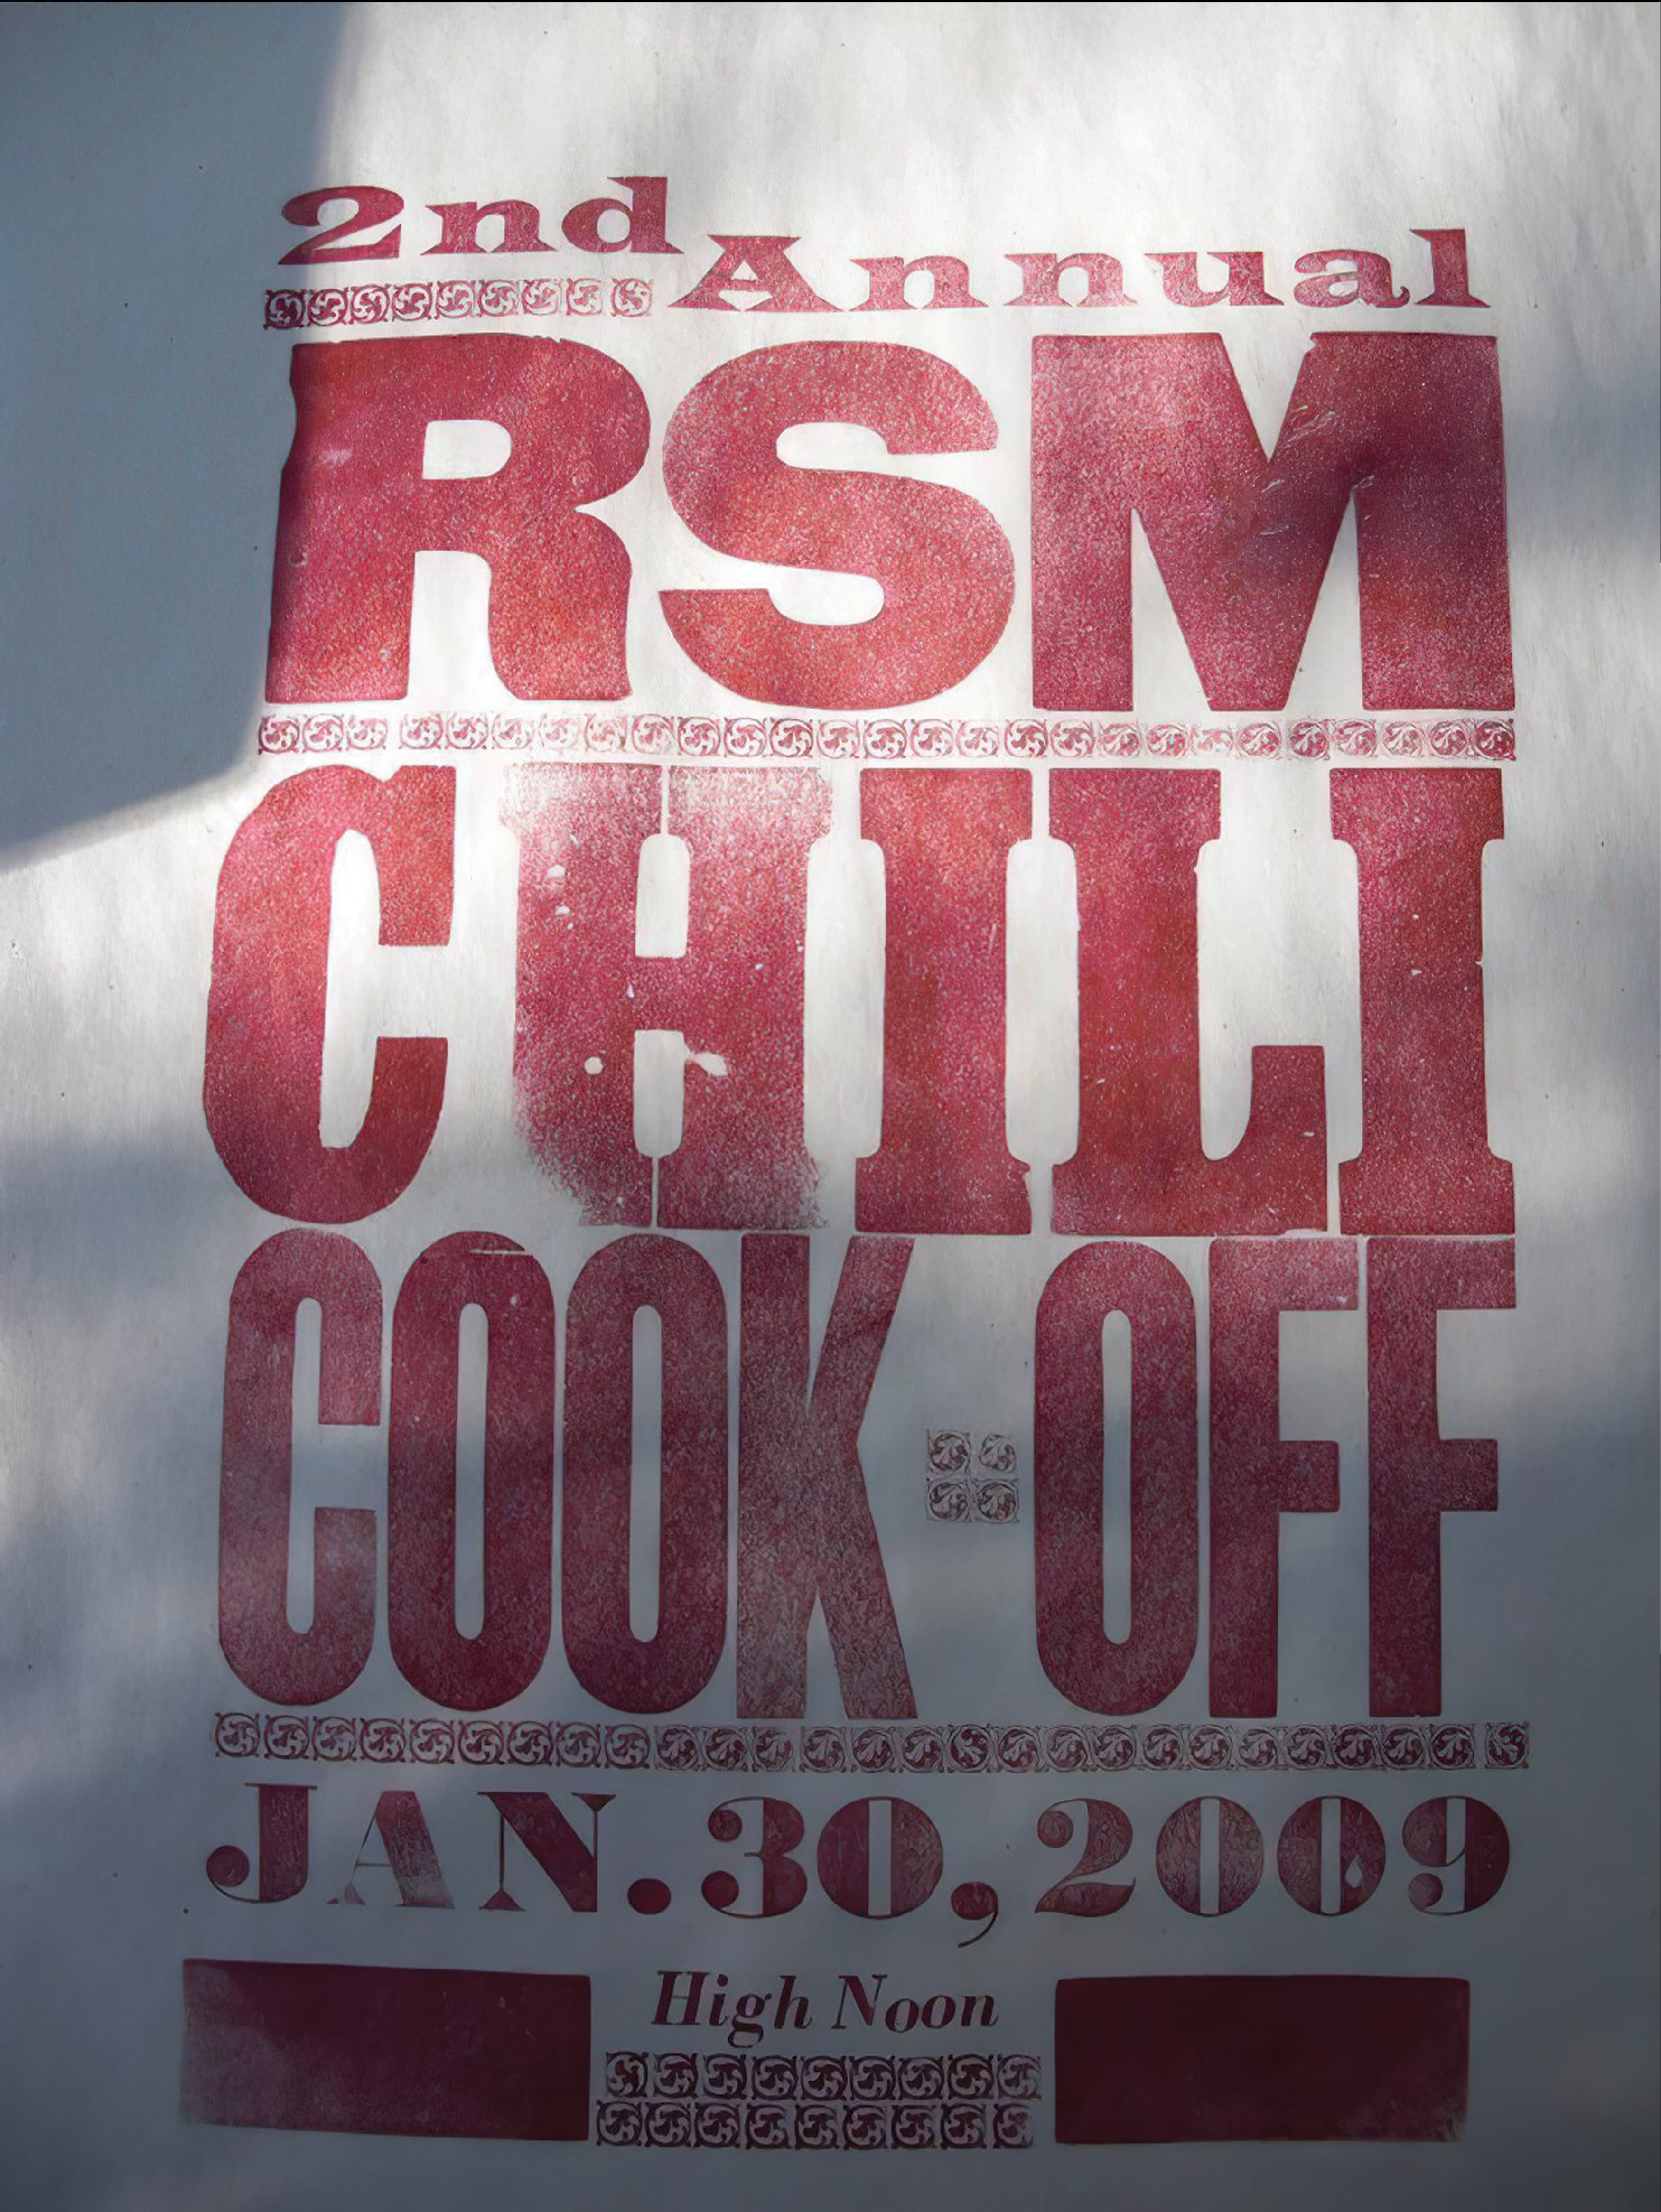 2nd Annual
RSM
CHILI
COOK-OFF
JAN. 30, 2009
High Noon